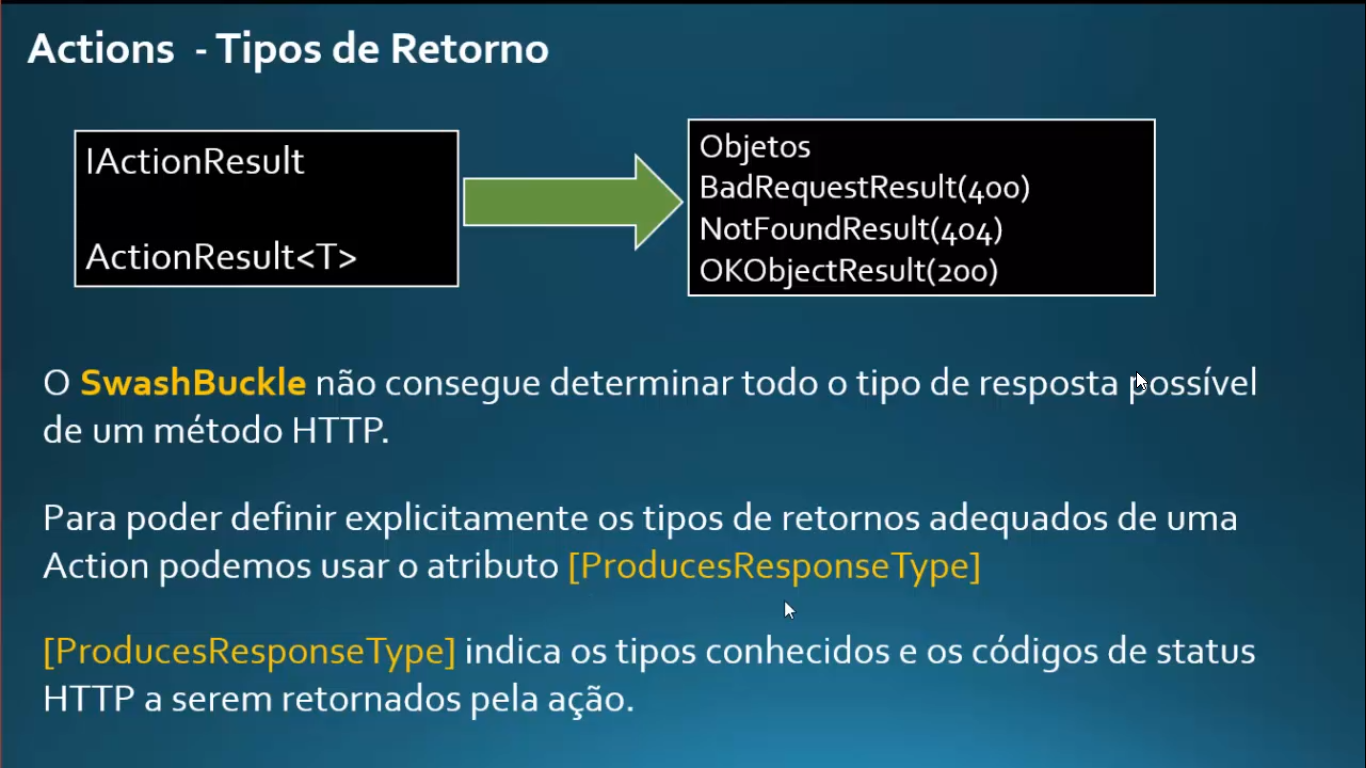 Actions - Tipos de Retorno
IActionResult
ActionResult<T>
Objetos
BadRequestResult(400)
NotFoundResult(404)
OKObjectResult(200)
O SwashBuckle não consegue determinar todo o tipo de resposta possível
de um método HTTP.
Para poder definir explicitamente os tipos de retornos adequados de uma
Action podemos usar o atributo [ProducesResponseType]
[ProducesResponseType] indica os tipos conhecidos e os códigos de status
HTTP a serem retornados pela ação.